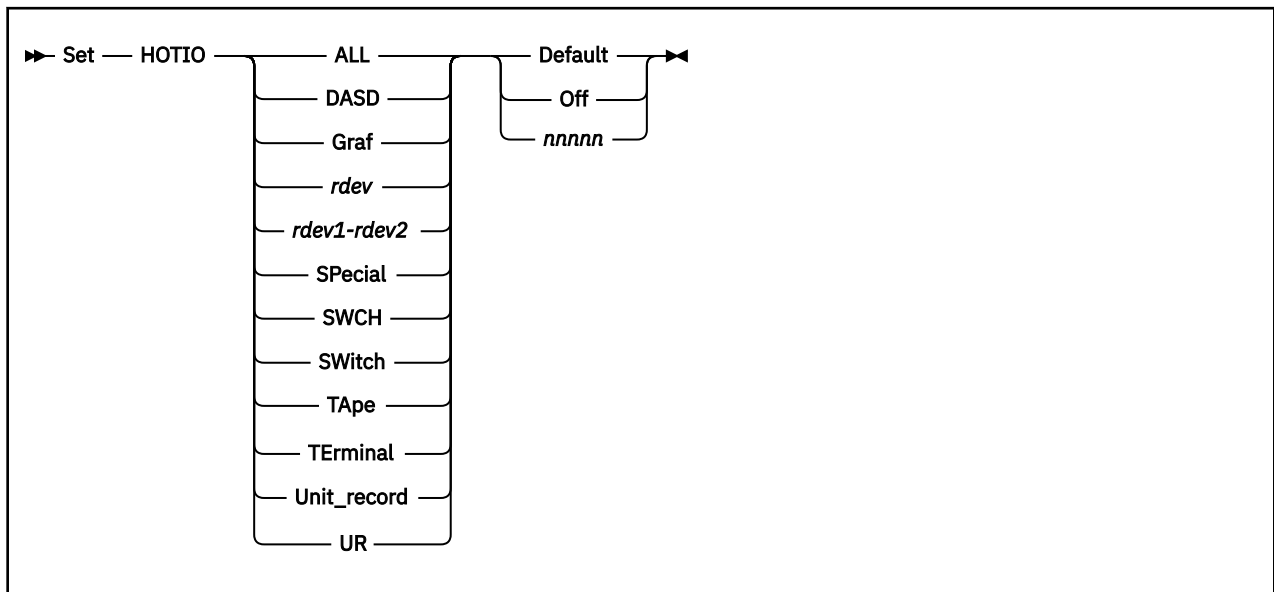 Set HOTIO ALL Default
DASD Off
Graf nnnnn
rdev
rdev1-rdev2
SPecial
SWCH
SWitch
TApe
TErminal
Unit_record
UR